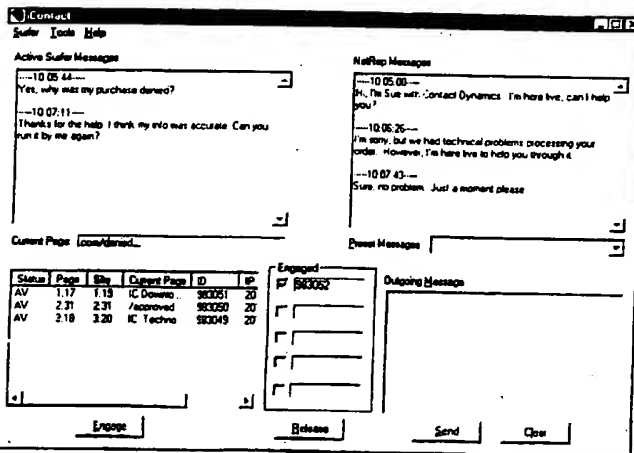 iContact
Surfer Tools Help
Active Surfer Messages
----10:05:44----
Yes, why was my purchase denied?
----10:07:11----
Thanks for the help. I think my info was accurate. Can you
run it by me again?
NetRep Messages
----10:05:00----
Hi, I'm Sue with Contact Dynamics. I'm here live, can I help
you?
----10:06:26----
I'm sorry, but we had technical problems processing your
order. However, I'm here live to help you through it.
----10:07:43----
Sure, no problem. Just a moment please
Current Page .com/denied...
Preset Messages
Status Page Site Current Page ID IP
AV 1.17 1.19 IC Downlo... 983051 20
AV 2.31 2.31 /approved 983050 20
AV 3.20 IC Techno 983049 20
Engaged
983052
Outgoing Message
Engage
Release
Send
Clear